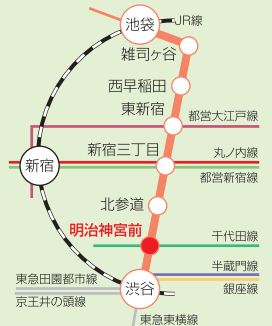 池袋
JR線
雑司ヶ谷
西早稲田
東新宿
都営大江戸線
新宿三丁目
丸ノ内線
新宿
都営新宿線
北参道
明治神宮前
千代田線
半蔵門線
東急田園都市線
渋谷
銀座線
京王井の頭線
東急東横線